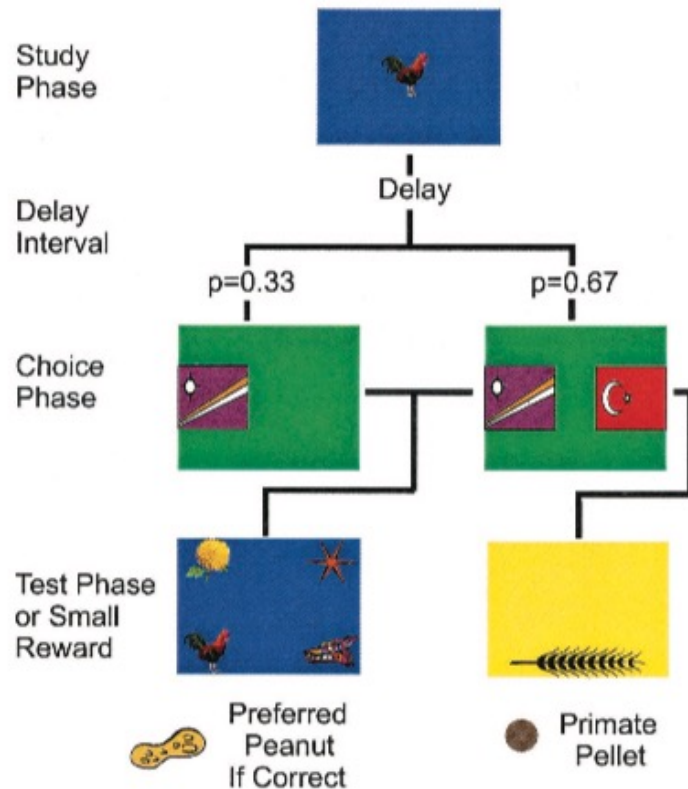 Study
Phase
Delay
Delay
Interval
p=0.33
p=0.67
Choice
Phase
Test Phase
or Small
Reward
Preferred
Peanut
If Correct
Primate
Pellet